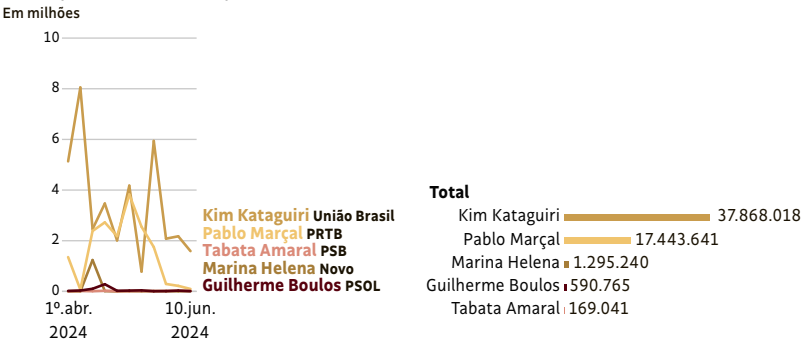 Em milhões
10
8
6
4
2
0
1º.abr.
2024
10.jun.
2024
Kim Kataguiri União Brasil
Pablo Marçal PRTB
Tabata Amaral PSB
Marina Helena Novo
Guilherme Boulos PSOL
Total
Kim Kataguiri 37.868.018
Pablo Marçal 17.443.641
Marina Helena 1.295.240
Guilherme Boulos 590.765
Tabata Amaral 169.041